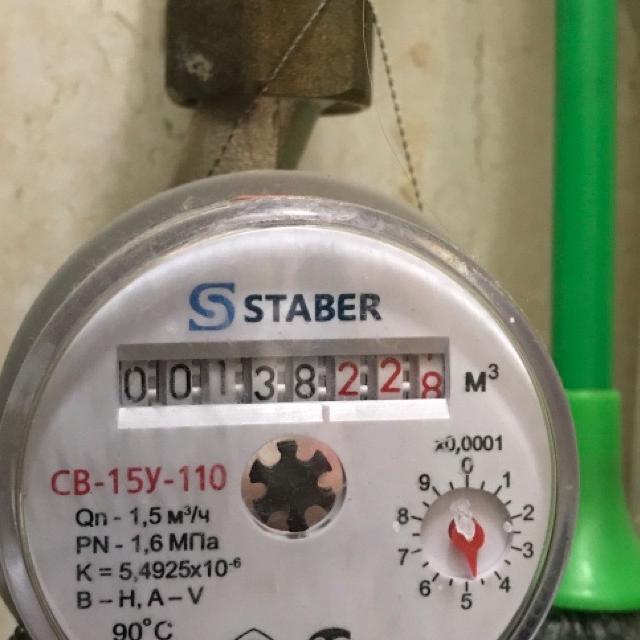 STABER
00138228 м³
x0,0001
0
9 1
8 2
7 3
6 4
5
СВ-15У-110
Qn - 1,5 м³/ч
PN - 1,6 МПа
K = 5,4925x10⁻⁶
B – H, A – V
90°C